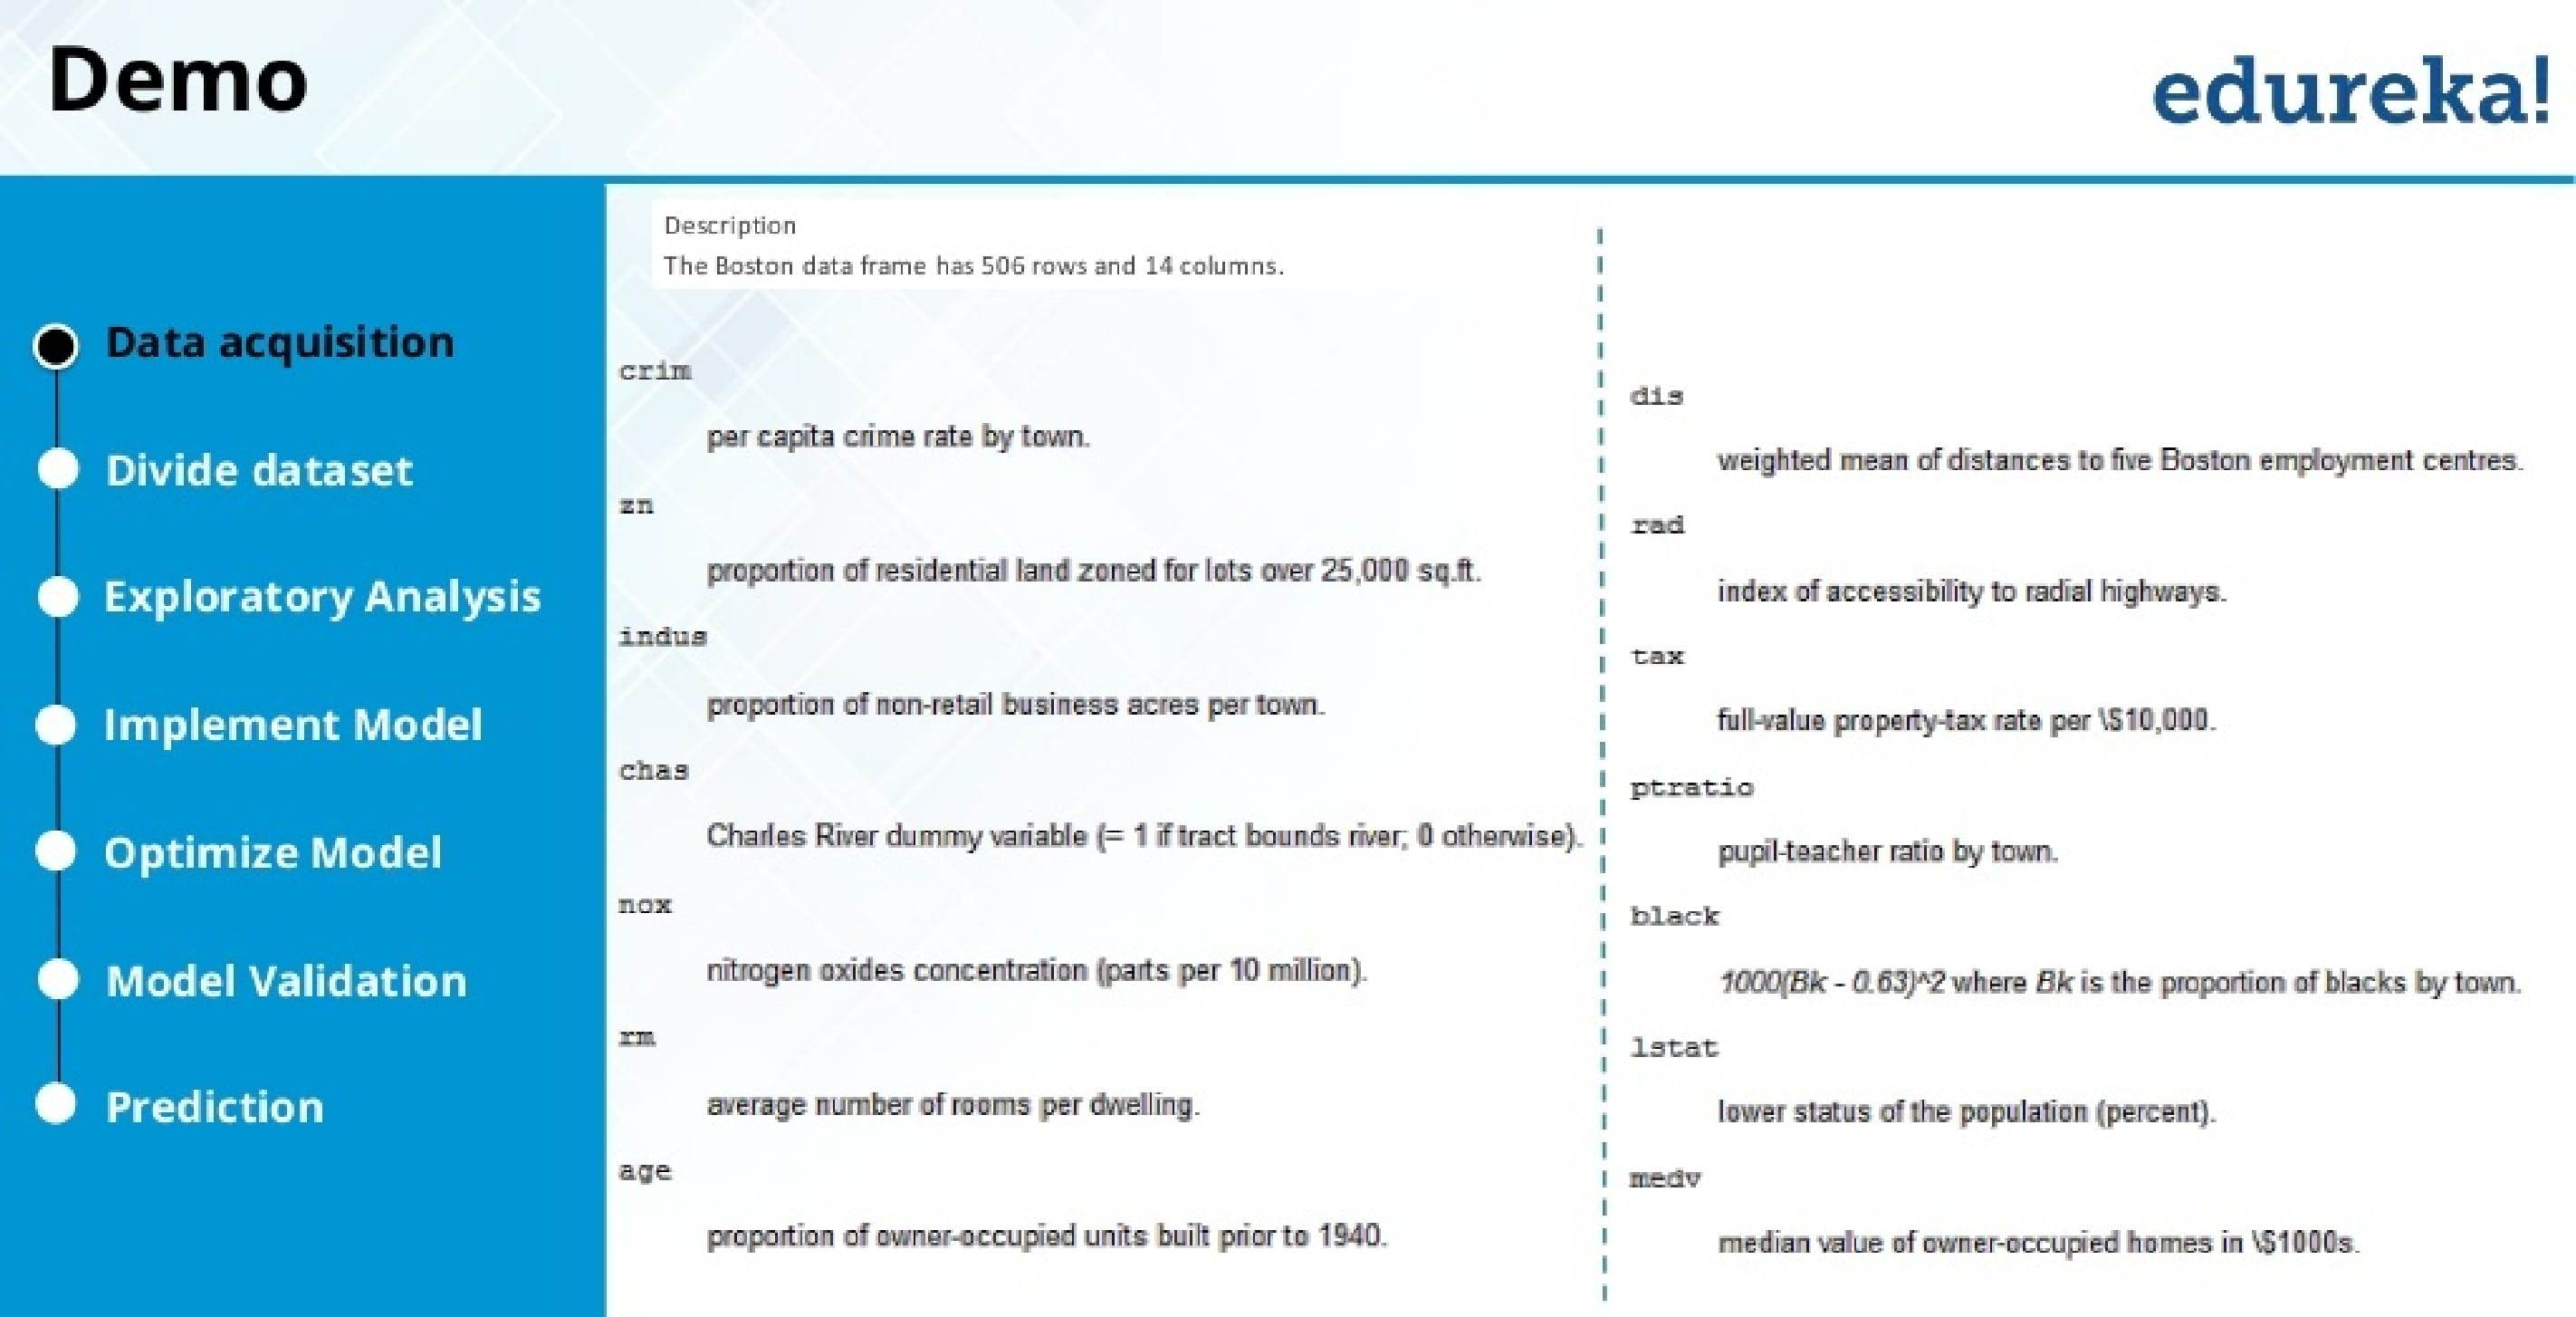 Demo
edureka!
Data acquisition
Divide dataset
Exploratory Analysis
Implement Model
Optimize Model
Model Validation
Prediction
Description
The Boston data frame has 506 rows and 14 columns.
crim
per capita crime rate by town.
zn
proportion of residential land zoned for lots over 25,000 sq.ft.
indus
proportion of non-retail business acres per town.
chas
Charles River dummy variable (= 1 if tract bounds river; 0 otherwise).
nox
nitrogen oxides concentration (parts per 10 million).
rm
average number of rooms per dwelling.
age
proportion of owner-occupied units built prior to 1940.
dis
weighted mean of distances to five Boston employment centres.
rad
index of accessibility to radial highways.
tax
full-value property-tax rate per \$10,000.
ptratio
pupil-teacher ratio by town.
black
1000(Bk - 0.63)^2 where Bk is the proportion of blacks by town.
lstat
lower status of the population (percent).
medv
median value of owner-occupied homes in \$1000s.